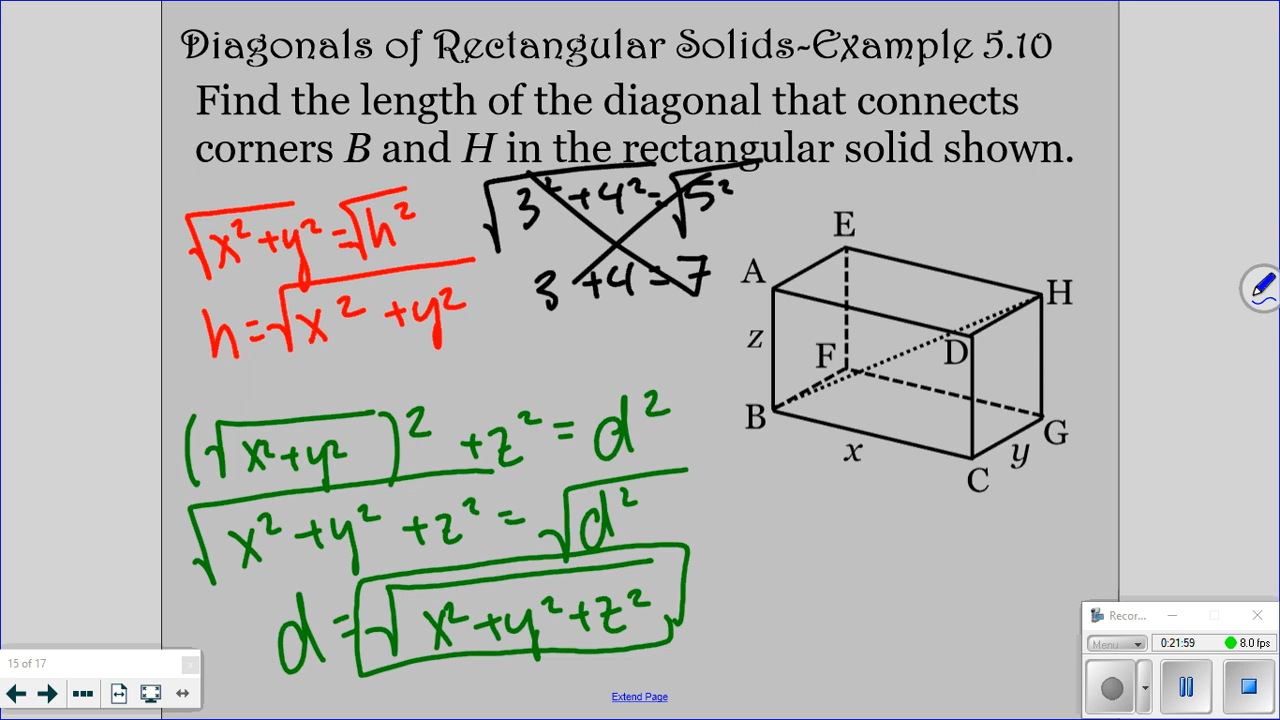 Diagonals of Rectangular Solids-Example 5.10
Find the length of the diagonal that connects
corners B and H in the rectangular solid shown.
√x² + y² = √h²
h = √x² + y²
√3² + 4² = √5²
3 + 4 = 7
(√x² + y²)² + z² = d²
√x² + y² + z² = √d²
d = √x² + y² + z²
E
A
H
z
F
D
B
G
x
y
C
Recor...
Menu
0:21:59
8.0 fps
15 of 17
x
Extend Page